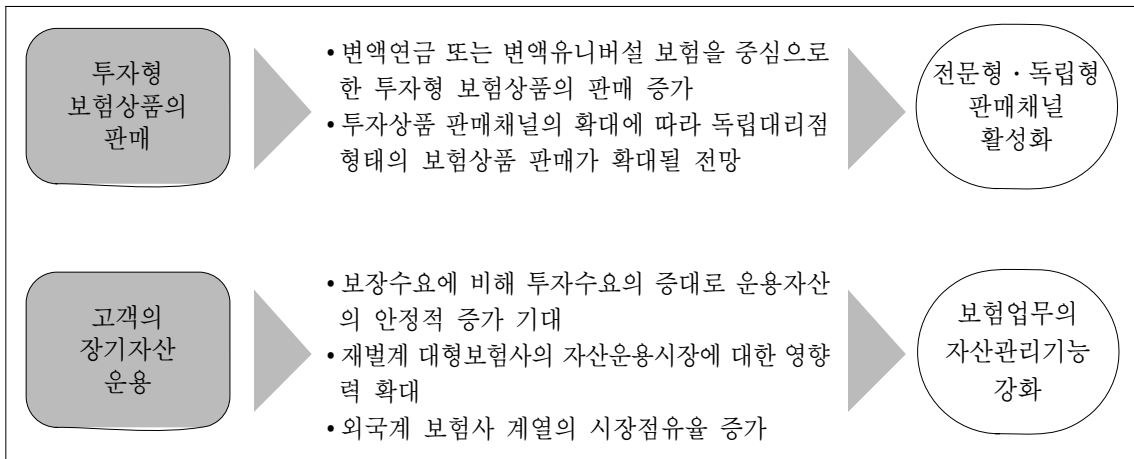 투자형
보험상품의
판매
• 변액연금 또는 변액유니버설 보험을 중심으로
한 투자형 보험상품의 판매 증가
• 투자상품 판매채널의 확대에 따라 독립대리점
형태의 보험상품 판매가 확대될 전망
전문형·독립형
판매채널
활성화
고객의
장기자산
운용
• 보장수요에 비해 투자수요의 증대로 운용자산
의 안정적 증가 기대
• 재벌계 대형보험사의 자산운용시장에 대한 영향
력 확대
• 외국계 보험사 계열의 시장점유율 증가
보험업무의
자산관리기능
강화